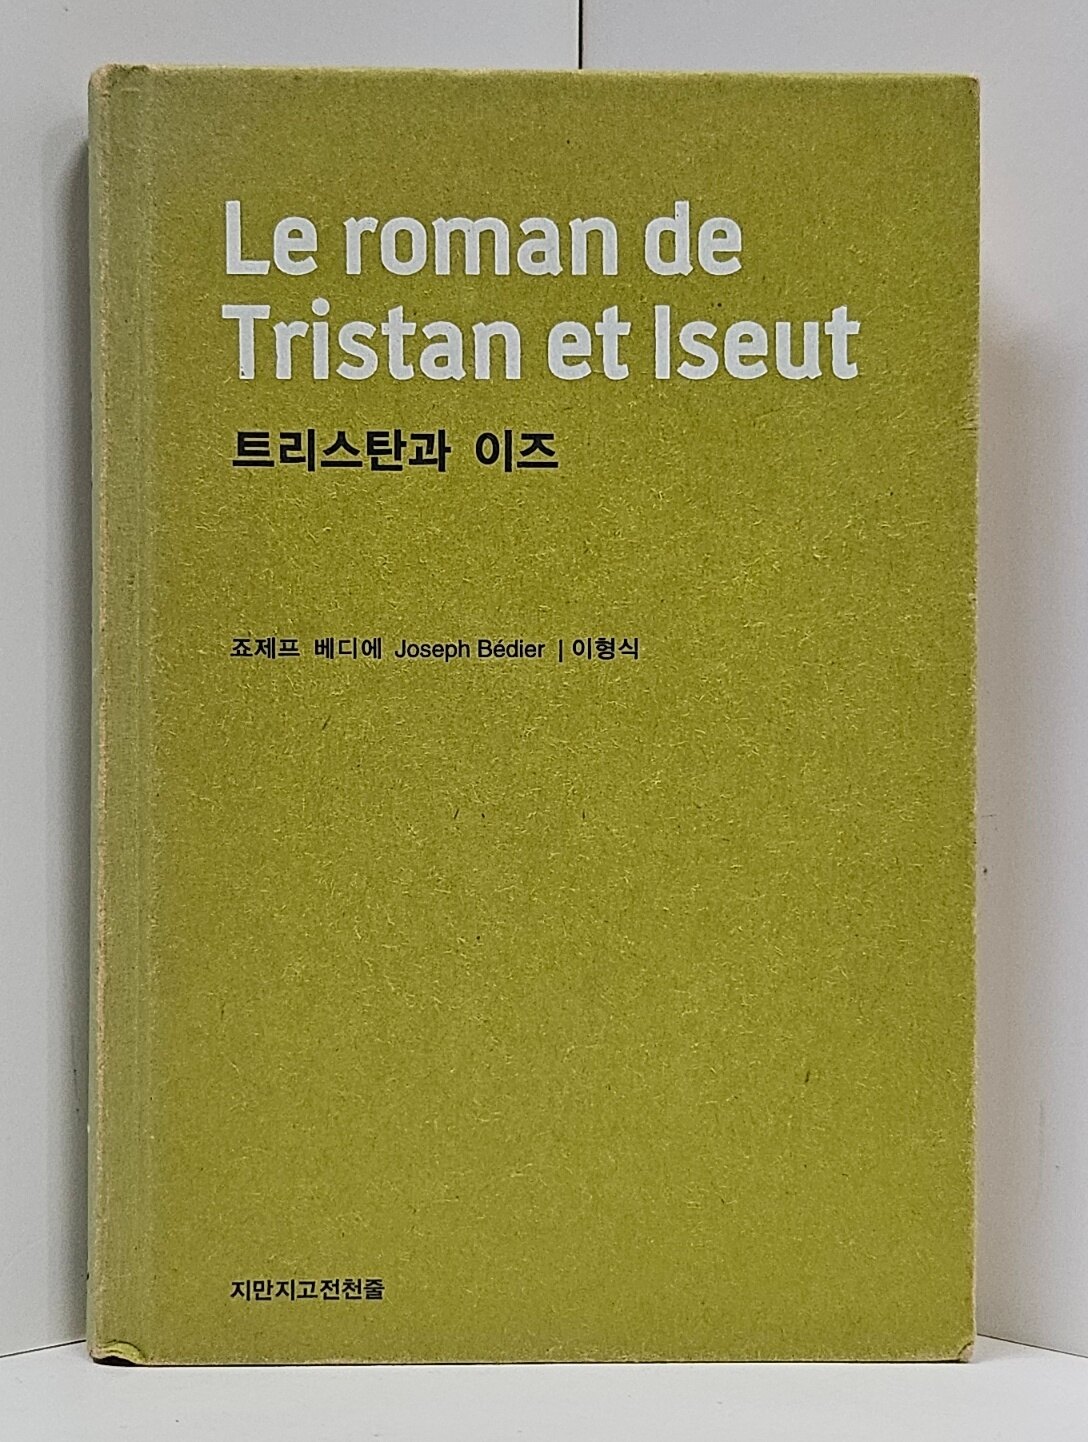 Le roman de
Tristan et Iseut
트리스탄과 이즈
죠제프 베디에 Joseph Bédier | 이형식
지만지고전천줄